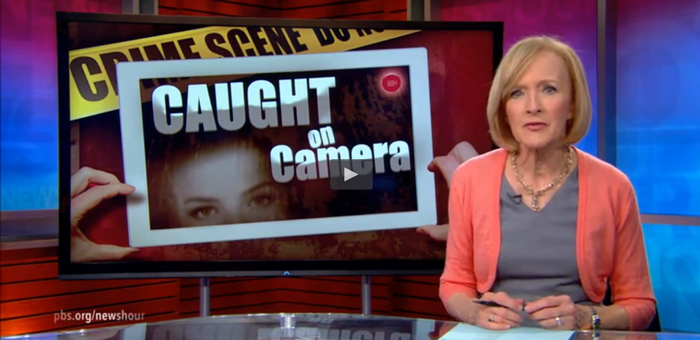 CRIME SCENE DO NO
CAUGHT
on
Camera
pbs.org/newshour